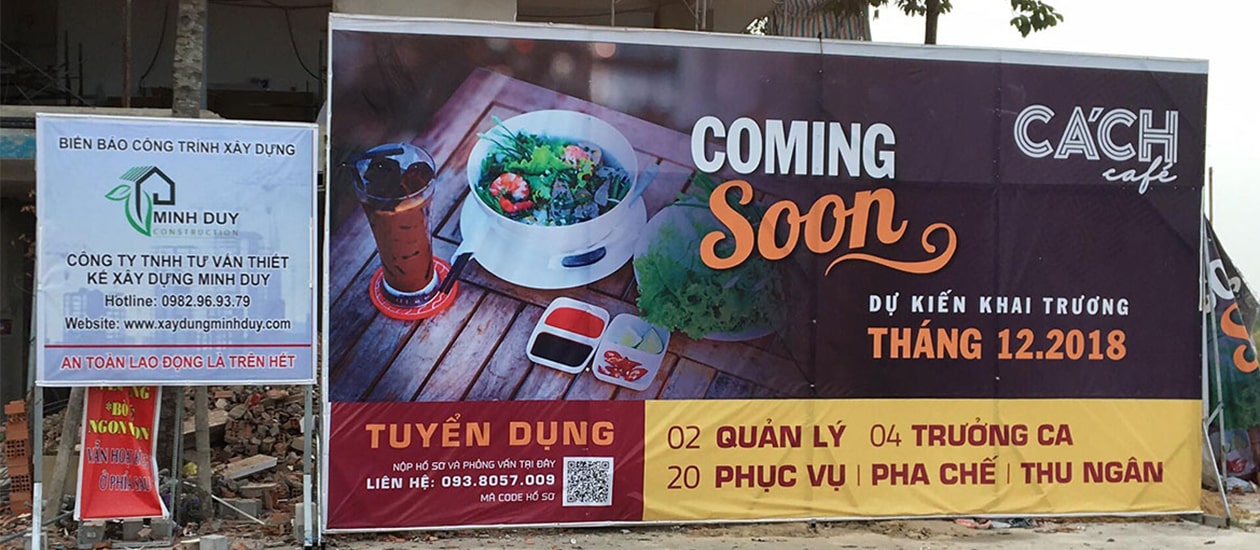 BIỂN BÁO CÔNG TRÌNH XÂY DỰNG
MINH DUY
CONSTRUCTION
CÔNG TY TNHH TƯ VẤN THIẾT
KẾ XÂY DỰNG MINH DUY
Hotline: 0982.96.93.79
Website: www.xaydungminhduy.com
AN TOÀN LAO ĐỘNG LÀ TRÊN HẾT
NGON
VĂN
Ở PHÍA
COMING
Soon
CÁCH
café
DỰ KIẾN KHAI TRƯƠNG
THÁNG 12.2018
TUYỂN DỤNG
NỘP HỒ SƠ VÀ PHỎNG VẤN TẠI ĐÂY
LIÊN HỆ: 093.8057.009
MÃ CODE HỒ SƠ
02 QUẢN LÝ 04 TRƯỞNG CA
20 PHỤC VỤ | PHA CHẾ | THU NGÂN